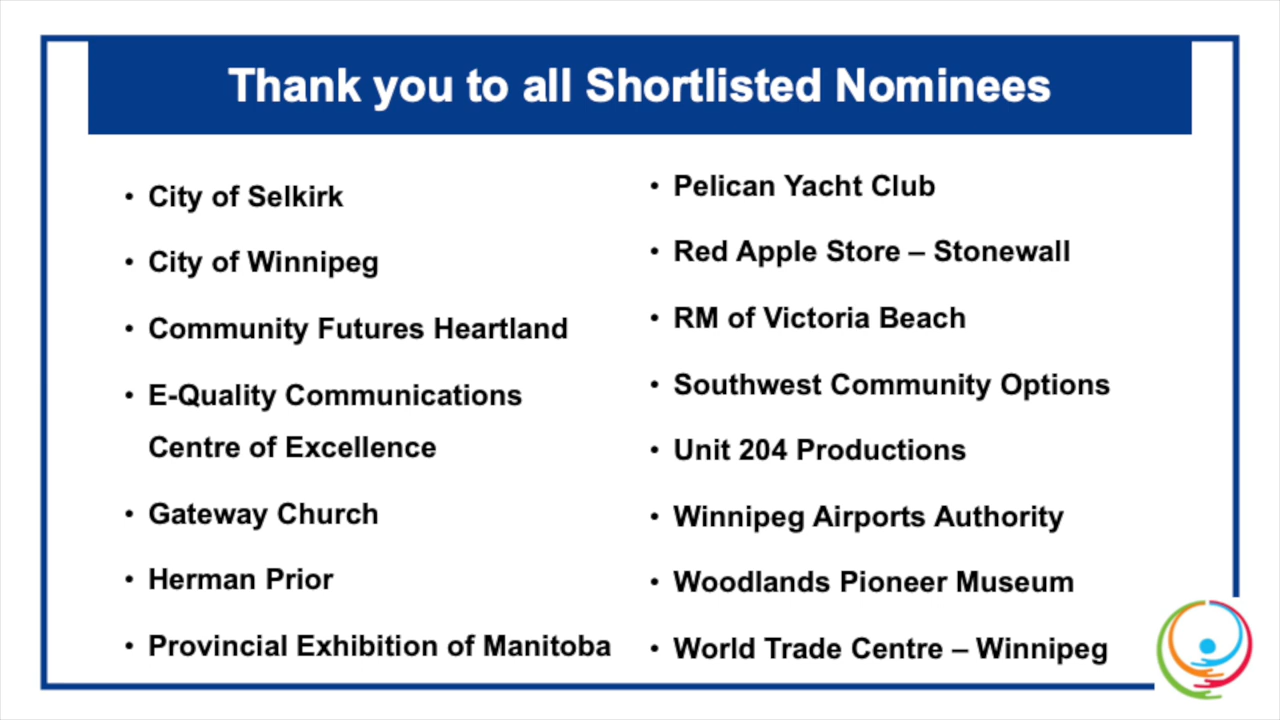 Thank you to all Shortlisted Nominees
• City of Selkirk
• City of Winnipeg
• Community Futures Heartland
• E-Quality Communications
Centre of Excellence
• Gateway Church
• Herman Prior
• Provincial Exhibition of Manitoba
• Pelican Yacht Club
• Red Apple Store – Stonewall
• RM of Victoria Beach
• Southwest Community Options
• Unit 204 Productions
• Winnipeg Airports Authority
• Woodlands Pioneer Museum
• World Trade Centre – Winnipeg